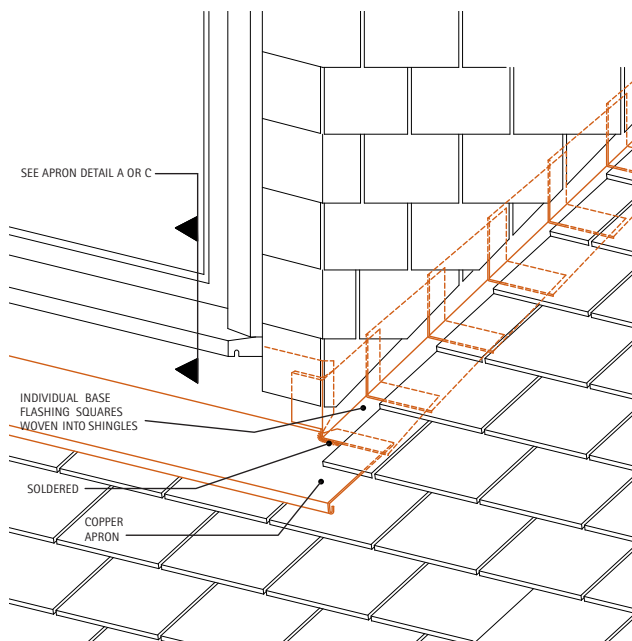 SEE APRON DETAIL A OR C
INDIVIDUAL BASE
FLASHING SQUARES
WOVEN INTO SHINGLES
SOLDERED
COPPER
APRON